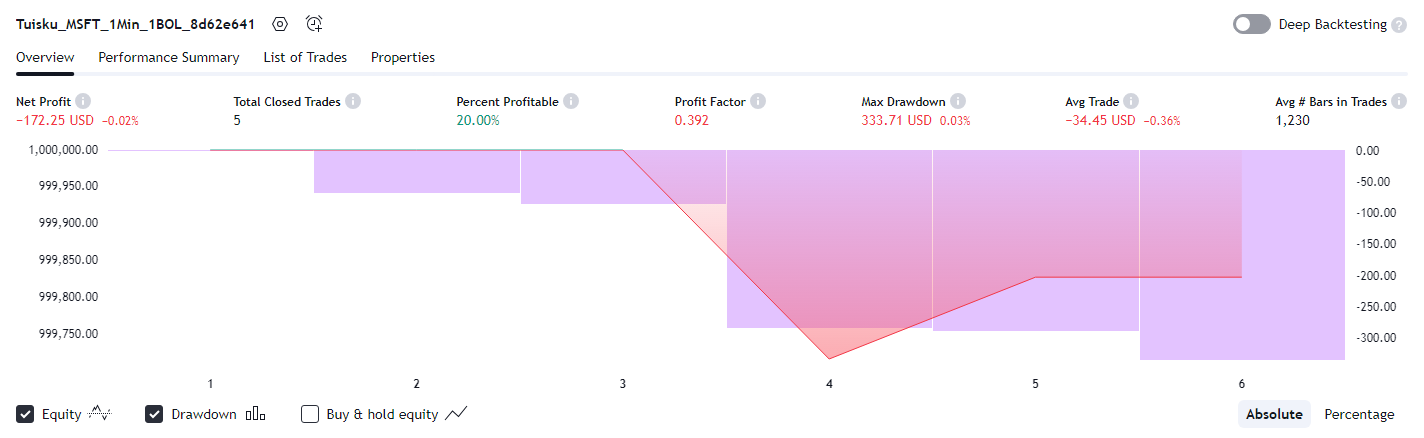 Tuisku_MSFT_1Min_1BOL_8d62e641
Deep Backtesting ?
Overview Performance Summary List of Trades Properties
Net Profit i Total Closed Trades i Percent Profitable i Profit Factor i Max Drawdown i Avg Trade i Avg # Bars in Trades i
−172.25 USD −0.02% 5 20.00% 0.392 333.71 USD 0.03% −34.45 USD −0.36% 1,230
1,000,000.00 0.00
999,950.00 -50.00
999,900.00 -100.00
999,850.00 -150.00
999,800.00 -200.00
999,750.00 -250.00
-300.00
1 2 3 4 5 6
Equity Drawdown Buy & hold equity Absolute Percentage